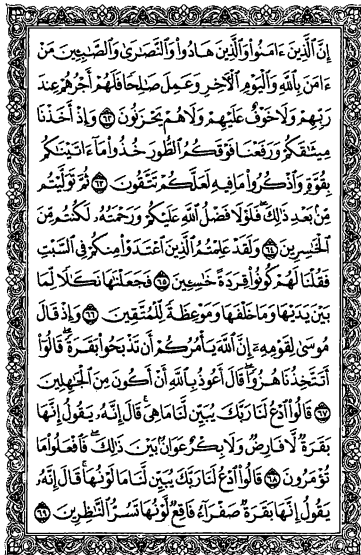 إِنَّ ٱلَّذِينَ ءَامَنُوا۟ وَٱلَّذِينَ هَادُوا۟ وَٱلنَّصَٰرَىٰ وَٱلصَّٰبِـِٔينَ مَنْ
ءَامَنَ بِٱللَّهِ وَٱلْيَوْمِ ٱلْـَٔاخِرِ وَعَمِلَ صَٰلِحًا فَلَهُمْ أَجْرُهُمْ عِندَ
رَبِّهِمْ وَلَا خَوْفٌ عَلَيْهِمْ وَلَا هُمْ يَحْزَنُونَ ٦٢ وَإِذْ أَخَذْنَا
مِيثَٰقَكُمْ وَرَفَعْنَا فَوْقَكُمُ ٱلطُّورَ خُذُوا۟ مَآ ءَاتَيْنَٰكُم
بِقُوَّةٍ وَٱذْكُرُوا۟ مَا فِيهِ لَعَلَّكُمْ تَتَّقُونَ ٦٣ ثُمَّ تَوَلَّيْتُم
مِّنۢ بَعْدِ ذَٰلِكَ ۖ فَلَوْلَا فَضْلُ ٱللَّهِ عَلَيْكُمْ وَرَحْمَتُهُۥ لَكُنتُم مِّنَ
ٱلْخَٰسِرِينَ ٦٤ وَلَقَدْ عَلِمْتُمُ ٱلَّذِينَ ٱعْتَدَوْا۟ مِنكُمْ فِى ٱلسَّبْتِ
فَقُلْنَا لَهُمْ كُونُوا۟ قِرَدَةً خَٰسِـِٔينَ ٦٥ فَجَعَلْنَٰهَا نَكَٰلًا لِّمَا
بَيْنَ يَدَيْهَا وَمَا خَلْفَهَا وَمَوْعِظَةً لِّلْمُتَّقِينَ ٦٦ وَإِذْ قَالَ
مُوسَىٰ لِقَوْمِهِۦٓ إِنَّ ٱللَّهَ يَأْمُرُكُمْ أَن تَذْبَحُوا۟ بَقَرَةً ۖ قَالُوٓا۟
أَتَتَّخِذُنَا هُزُوًا ۖ قَالَ أَعُوذُ بِٱللَّهِ أَنْ أَكُونَ مِنَ ٱلْجَٰهِلِينَ
٦٧ قَالُوا۟ ٱدْعُ لَنَا رَبَّكَ يُبَيِّن لَّنَا مَا هِىَ ۚ قَالَ إِنَّهُۥ يَقُولُ إِنَّهَا
بَقَرَةٌ لَّا فَارِضٌ وَلَا بِكْرٌ عَوَانٌۢ بَيْنَ ذَٰلِكَ ۖ فَٱفْعَلُوا۟ مَا
تُؤْمَرُونَ ٦٨ قَالُوا۟ ٱدْعُ لَنَا رَبَّكَ يُبَيِّن لَّنَا مَا لَوْنُهَا ۚ قَالَ إِنَّهُۥ
يَقُولُ إِنَّهَا بَقَرَةٌ صَفْرَآءُ فَاقِعٌ لَّوْنُهَا تَسُرُّ ٱلنَّٰظِرِينَ ٦٩